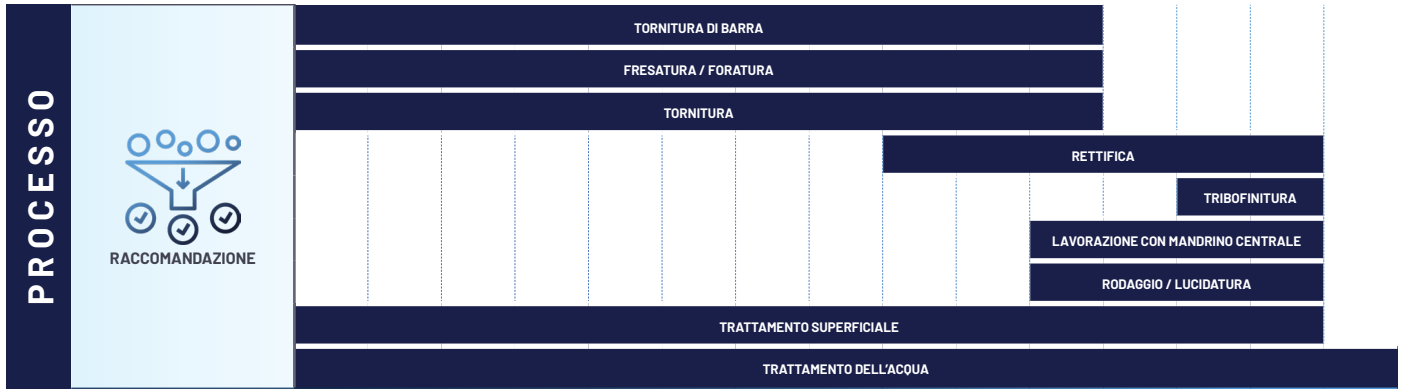 PROCESSO
RACCOMANDAZIONE
TORNITURA DI BARRA
FRESATURA / FORATURA
TORNITURA
RETTIFICA
TRIBOFINITURA
LAVORAZIONE CON MANDRINO CENTRALE
RODAGGIO / LUCIDATURA
TRATTAMENTO SUPERFICIALE
TRATTAMENTO DELL'ACQUA